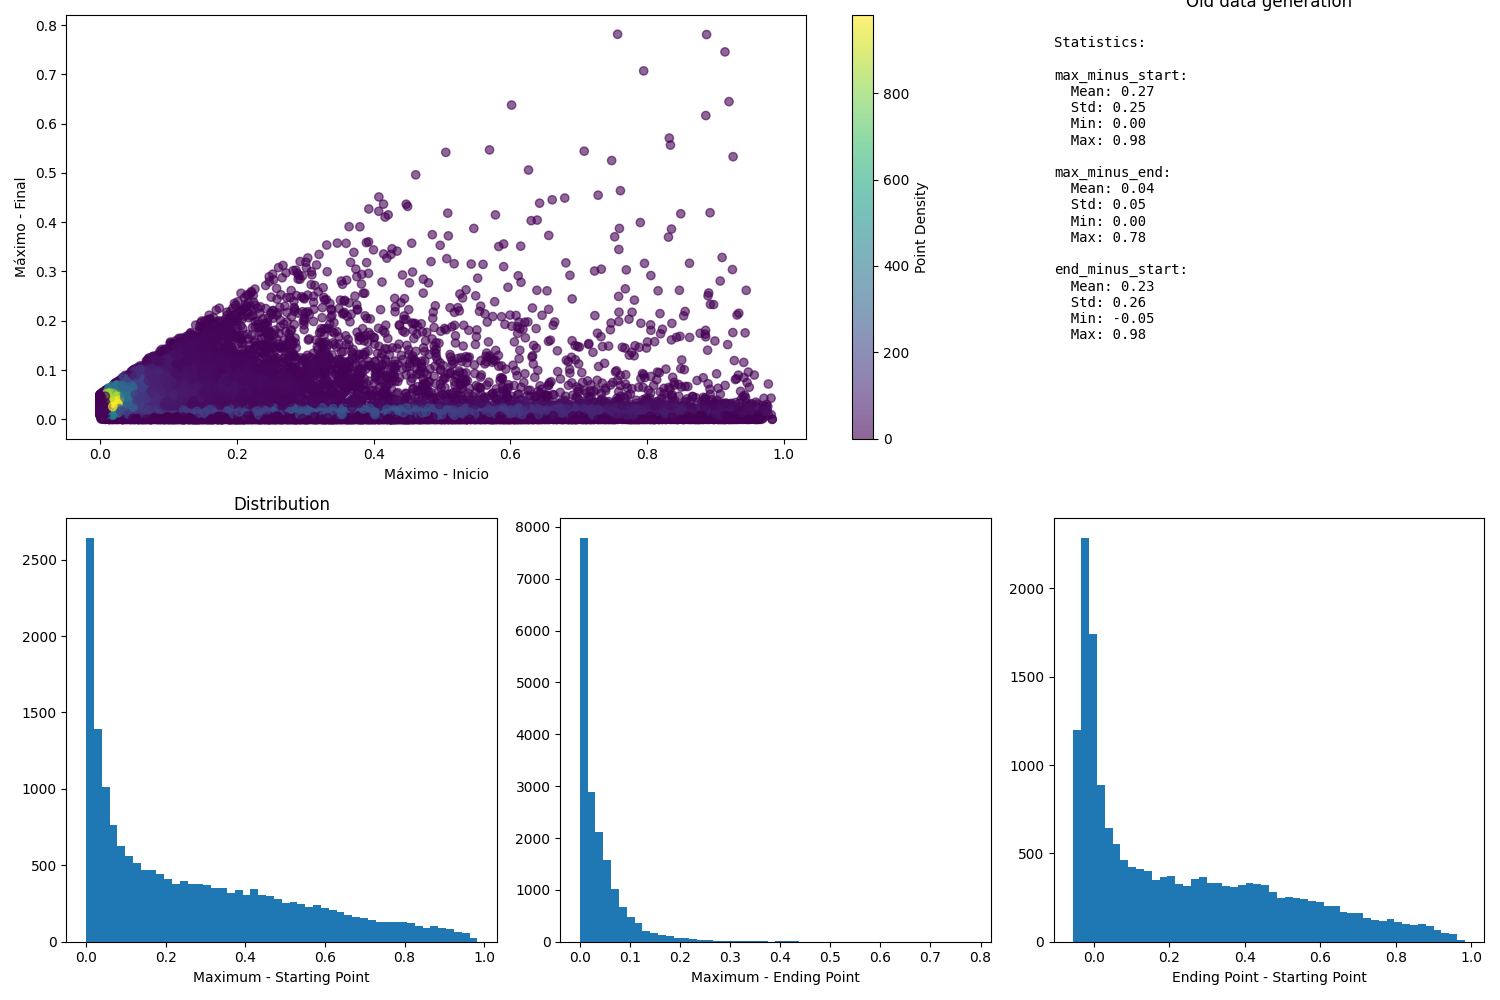 Old data generation
0.8
0.7
0.6
0.5
0.4
0.3
0.2
0.1
0.0
Máximo - Final
0.0 0.2 0.4 0.6 0.8 1.0
Máximo - Inicio
800
600
400
200
0
Point Density
Statistics:
max_minus_start:
Mean: 0.27
Std: 0.25
Min: 0.00
Max: 0.98
max_minus_end:
Mean: 0.04
Std: 0.05
Min: 0.00
Max: 0.78
end_minus_start:
Mean: 0.23
Std: 0.26
Min: -0.05
Max: 0.98
Distribution
2500
2000
1500
1000
500
0
0.0 0.2 0.4 0.6 0.8 1.0
Maximum - Starting Point
8000
7000
6000
5000
4000
3000
2000
1000
0
0.0 0.1 0.2 0.3 0.4 0.5 0.6 0.7 0.8
Maximum - Ending Point
2000
1500
1000
500
0
0.0 0.2 0.4 0.6 0.8 1.0
Ending Point - Starting Point